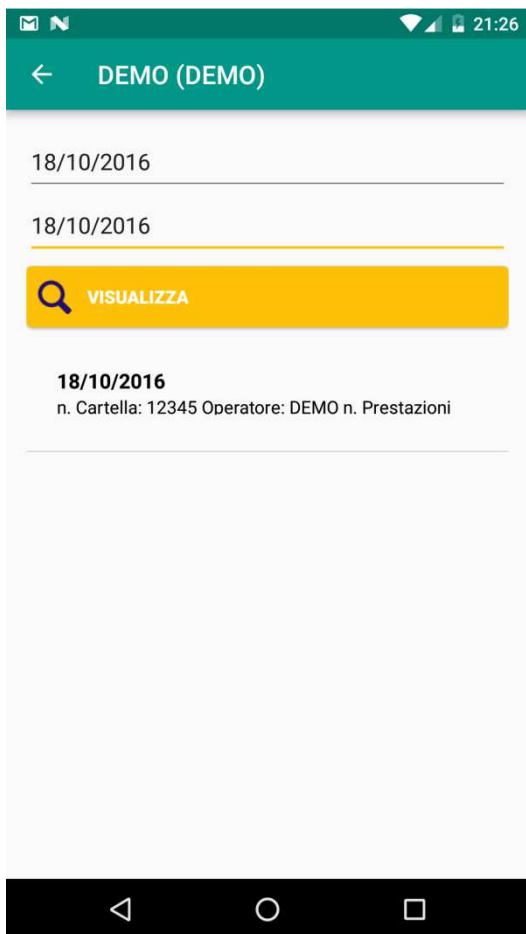 21:26
DEMO (DEMO)
18/10/2016
18/10/2016
VISUALIZZA
18/10/2016
n. Cartella: 12345 Operatore: DEMO n. Prestazioni